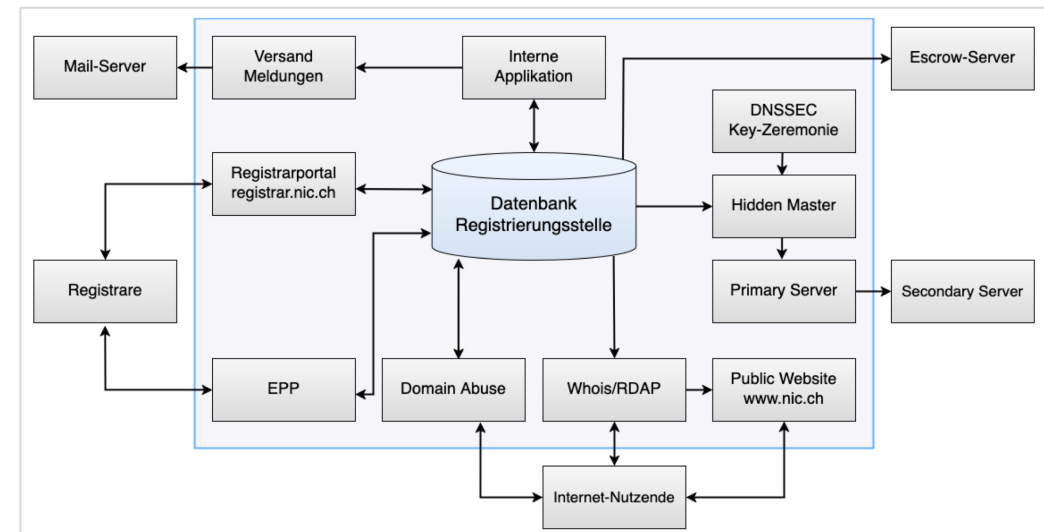 Mail-Server
Versand
Meldungen
Interne
Applikation
Escrow-Server
DNSSEC
Key-Zeremonie
Registrarportal
registrar.nic.ch
Datenbank
Registrierungsstelle
Hidden Master
Registrare
Primary Server
Secondary Server
EPP
Domain Abuse
Whois/RDAP
Public Website
www.nic.ch
Internet-Nutzende